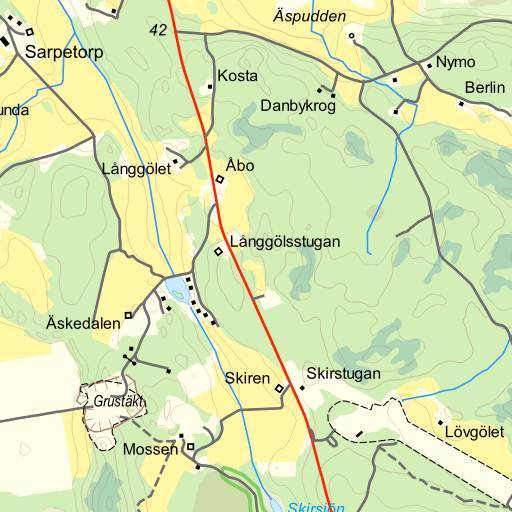 Äspudden
42
Sarpetorp
Nymo
Kosta
Berlin
Danbykrog
unda
Långgölet
Åbo
Långgölsstugan
Äskedalen
Skirstugan
Skiren
Grustäkt
Lövgölet
Mossen
Skirsjön